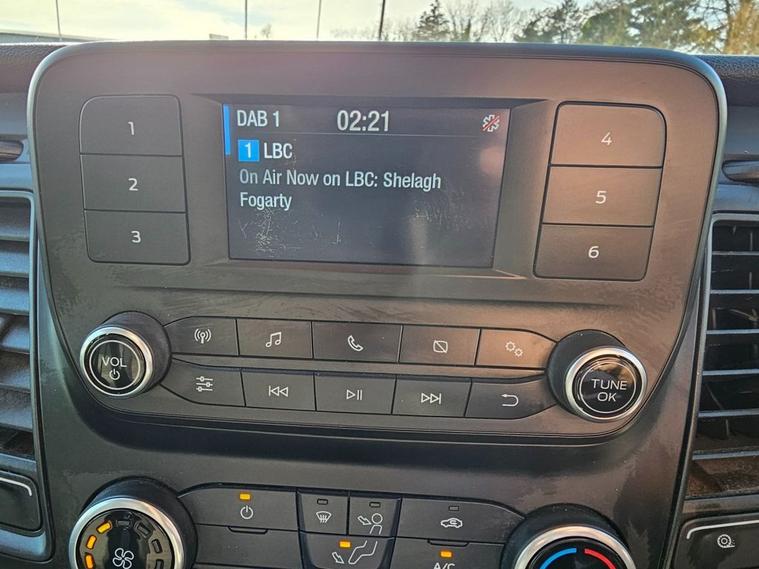 DAB 1 02:21
1 LBC
On Air Now on LBC: Shelagh
Fogarty
1
2
3
4
5
6
VOL
TUNE
OK
A/C